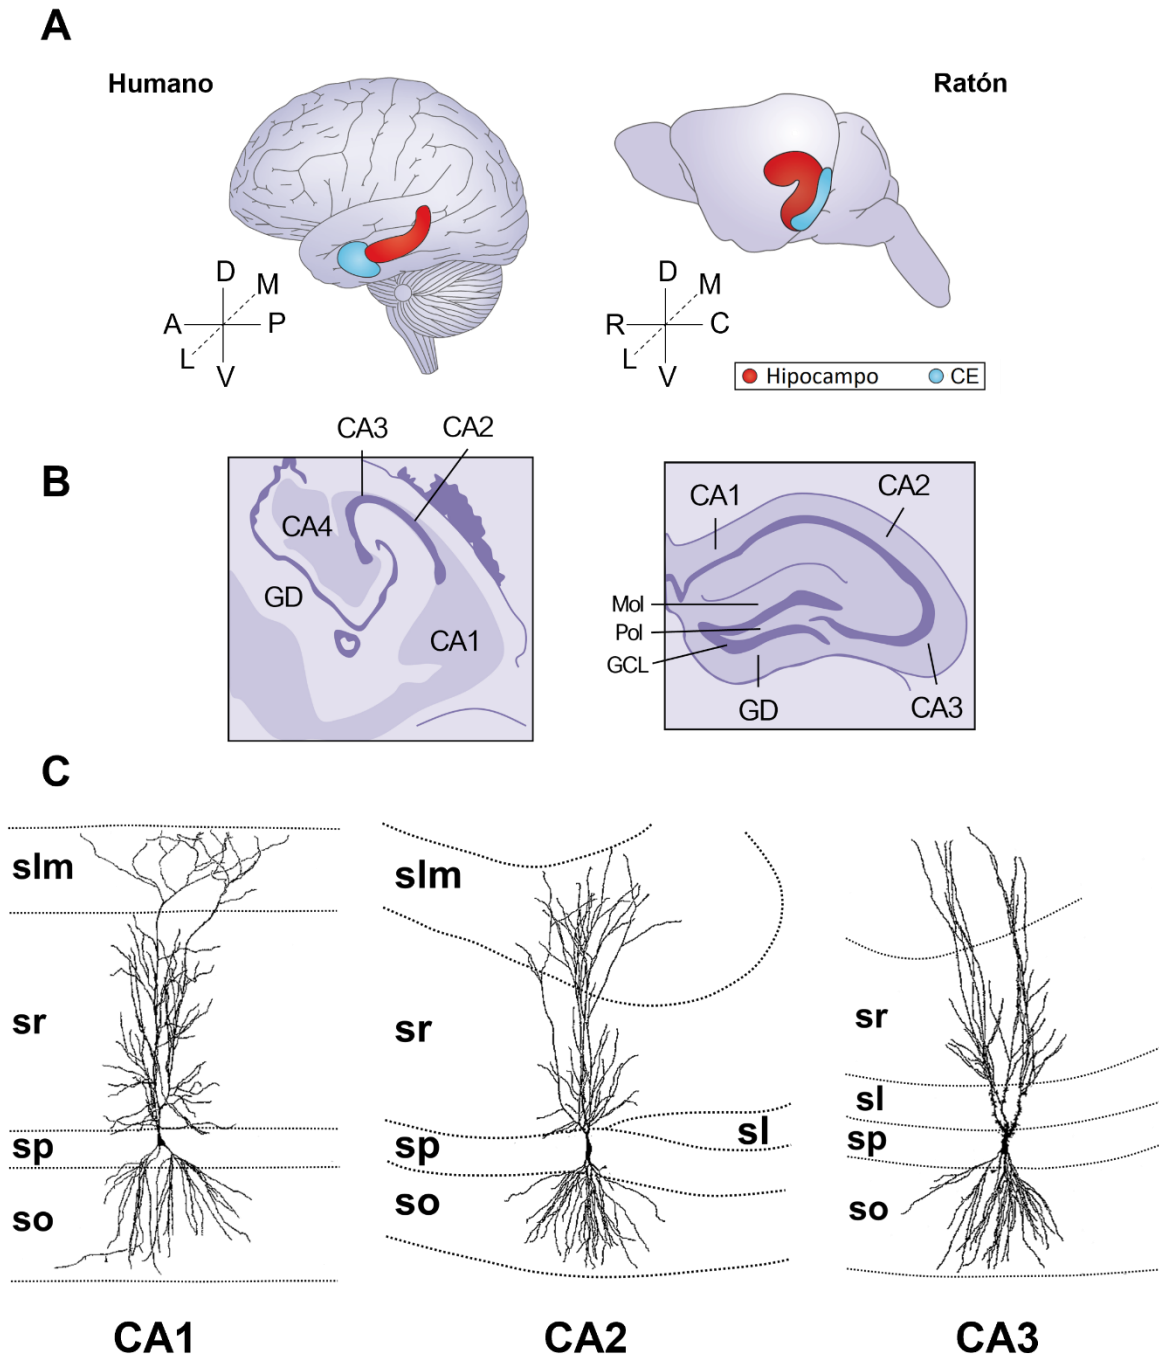 A
Humano
Ratón
D
M
A
P
L
V
D
M
R
C
L
V
Hipocampo
CE
B
CA3
CA2
CA4
GD
CA1
CA1
CA2
Mol
Pol
GCL
GD
CA3
C
slm
sr
sp
so
CA1
slm
sr
sp
sl
so
CA2
sr
sl
sp
so
CA3